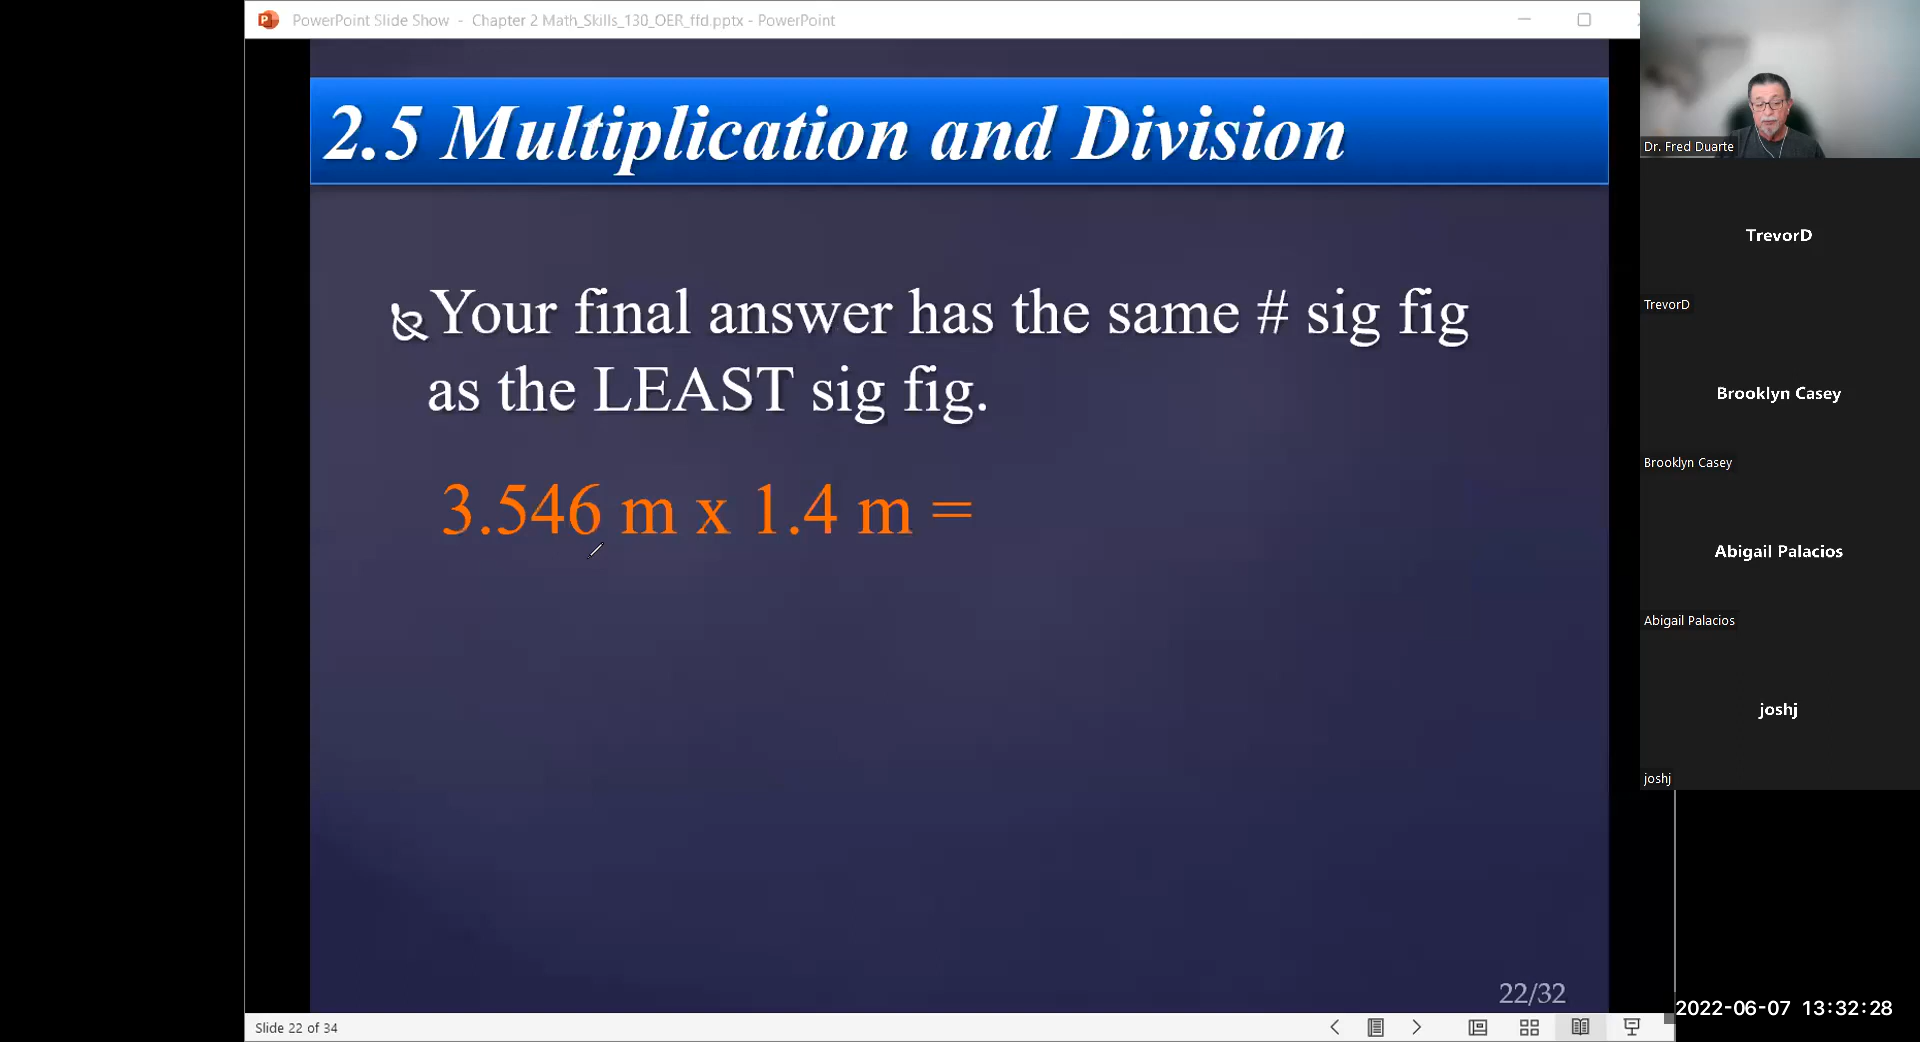 PowerPoint Slide Show - Chapter 2 Math_Skills_130_OER_ffd.pptx - PowerPoint
2.5 Multiplication and Division
Your final answer has the same # sig fig
as the LEAST sig fig.
3.546 m x 1.4 m =
22/32
Slide 22 of 34
Dr. Fred Duarte
TrevorD
TrevorD
Brooklyn Casey
Brooklyn Casey
Abigail Palacios
Abigail Palacios
joshj
joshj
2022-06-07 13:32:28